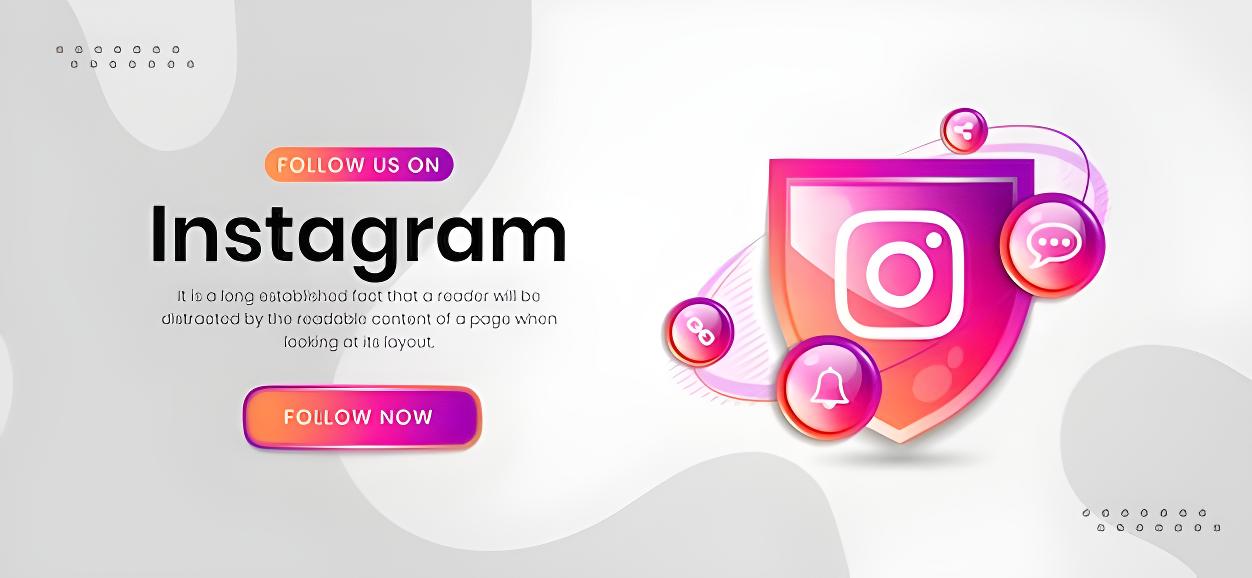 FOLLOW US ON
Instagram
It is a long established fact that a reader will be
distracted by the readable content of a page when
looking at its layout.
FOLLOW NOW